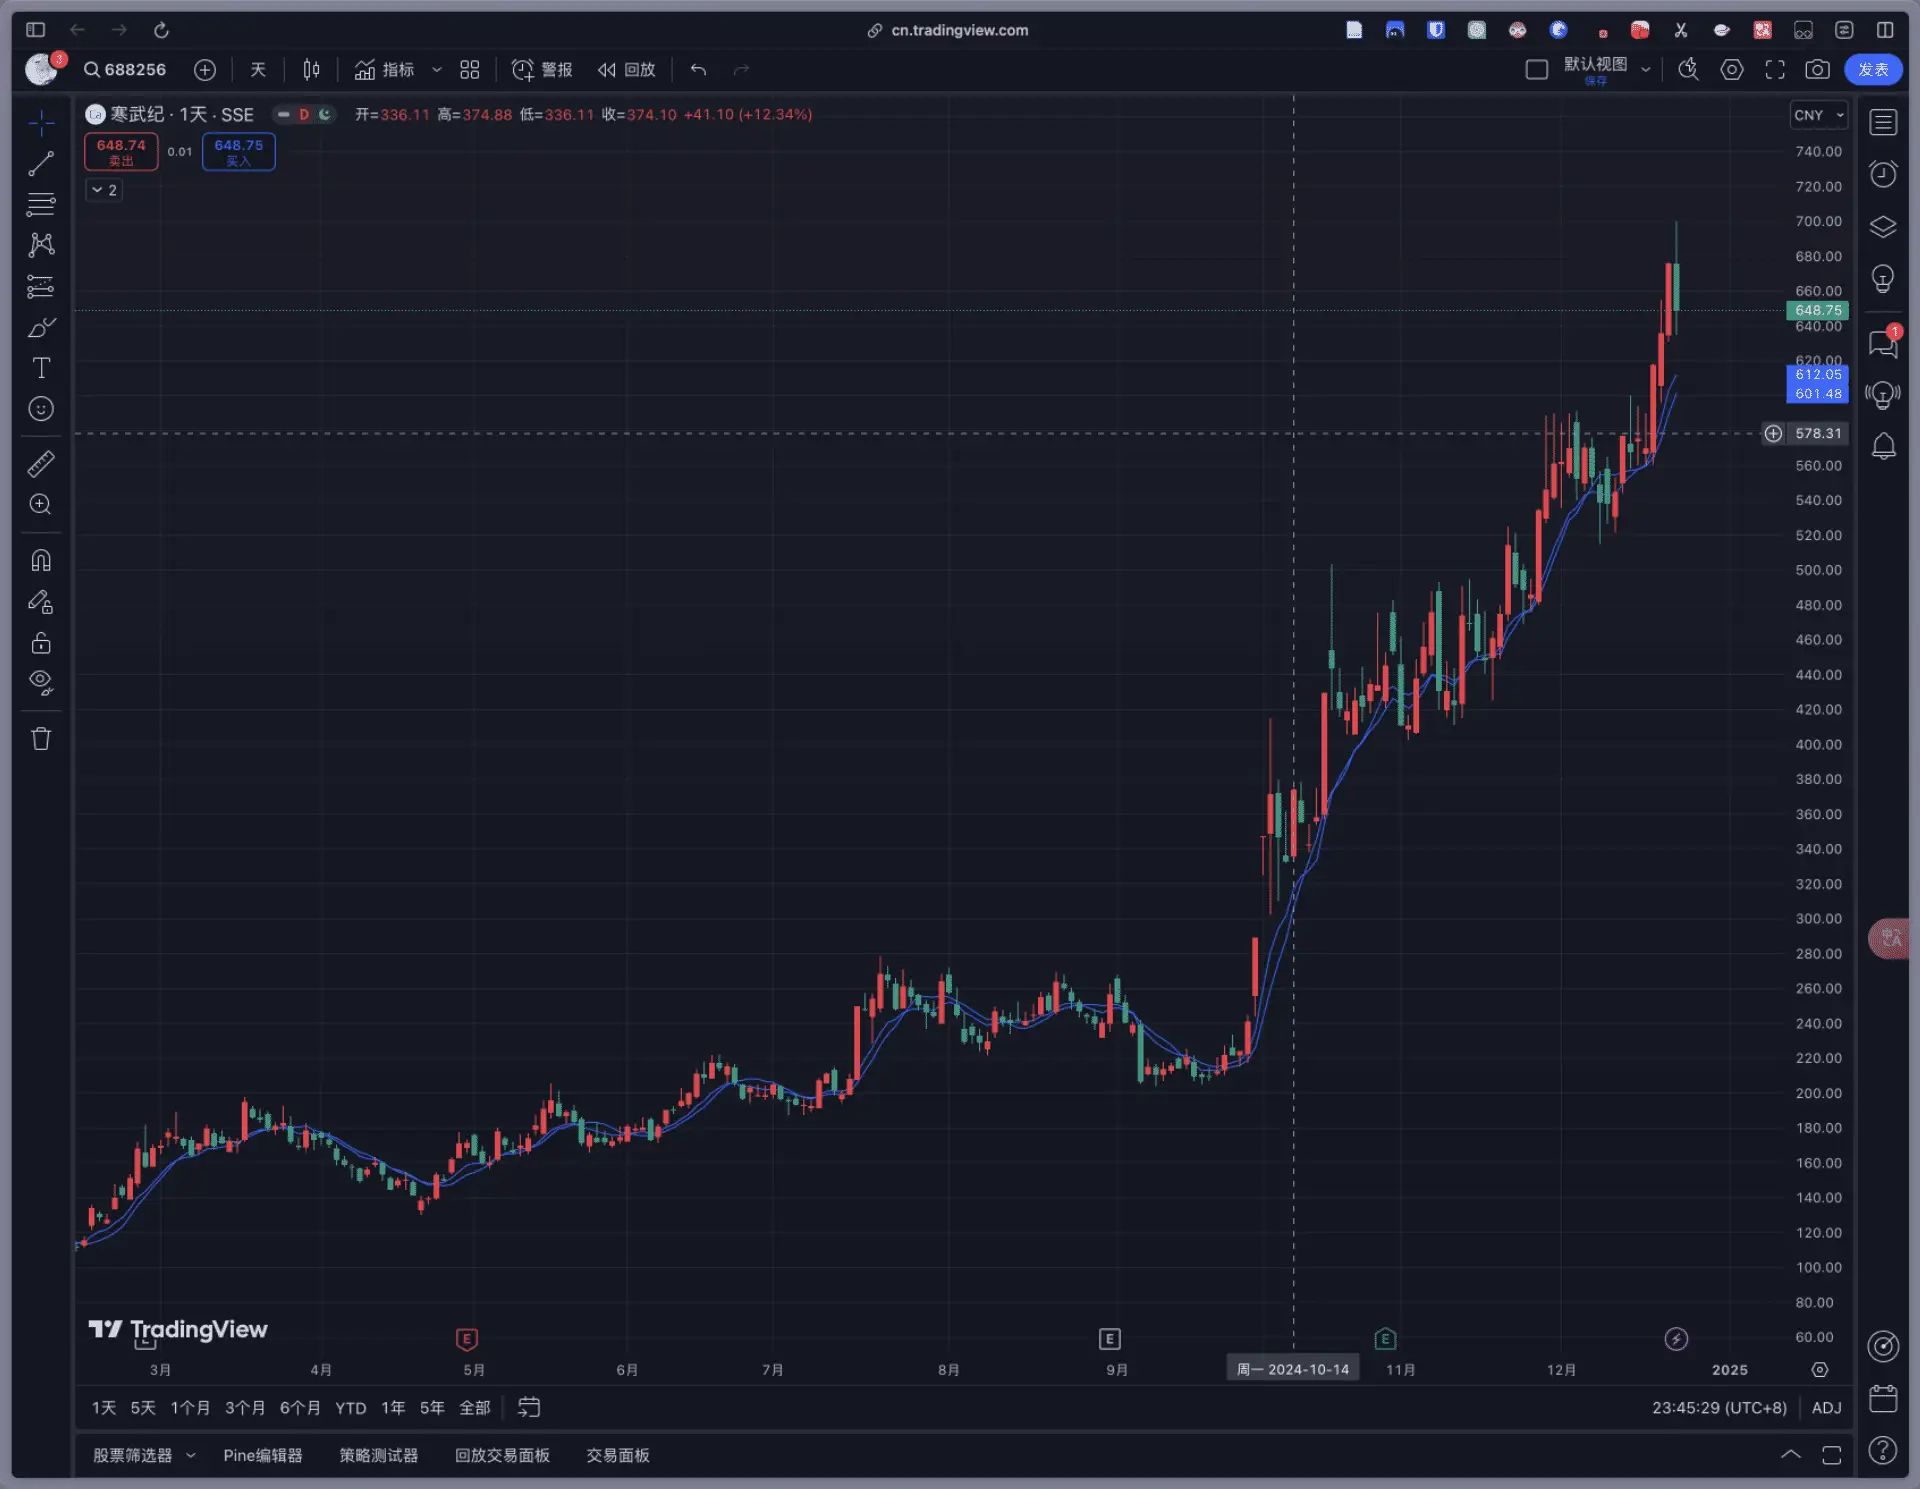 cn.tradingview.com
3
688256
天
指标
警报
回放
默认视图
保存
发表
寒武纪 · 1天 · SSE
D
开=336.11 高=374.88 低=336.11 收=374.10 +41.10 (+12.34%)
CNY
648.74
卖出
0.01
648.75
买入
2
740.00
720.00
700.00
680.00
660.00
648.75
640.00
620.00
612.05
601.48
578.31
560.00
540.00
520.00
500.00
480.00
460.00
440.00
420.00
400.00
380.00
360.00
340.00
320.00
300.00
280.00
260.00
240.00
220.00
200.00
180.00
160.00
140.00
120.00
100.00
80.00
60.00
1
TradingView
E
E
E
E
3月
4月
5月
6月
7月
8月
9月
周一 2024-10-14
11月
12月
2025
1天 5天 1个月 3个月 6个月 YTD 1年 5年 全部
23:45:29 (UTC+8)
ADJ
股票筛选器
Pine编辑器
策略测试器
回放交易面板
交易面板